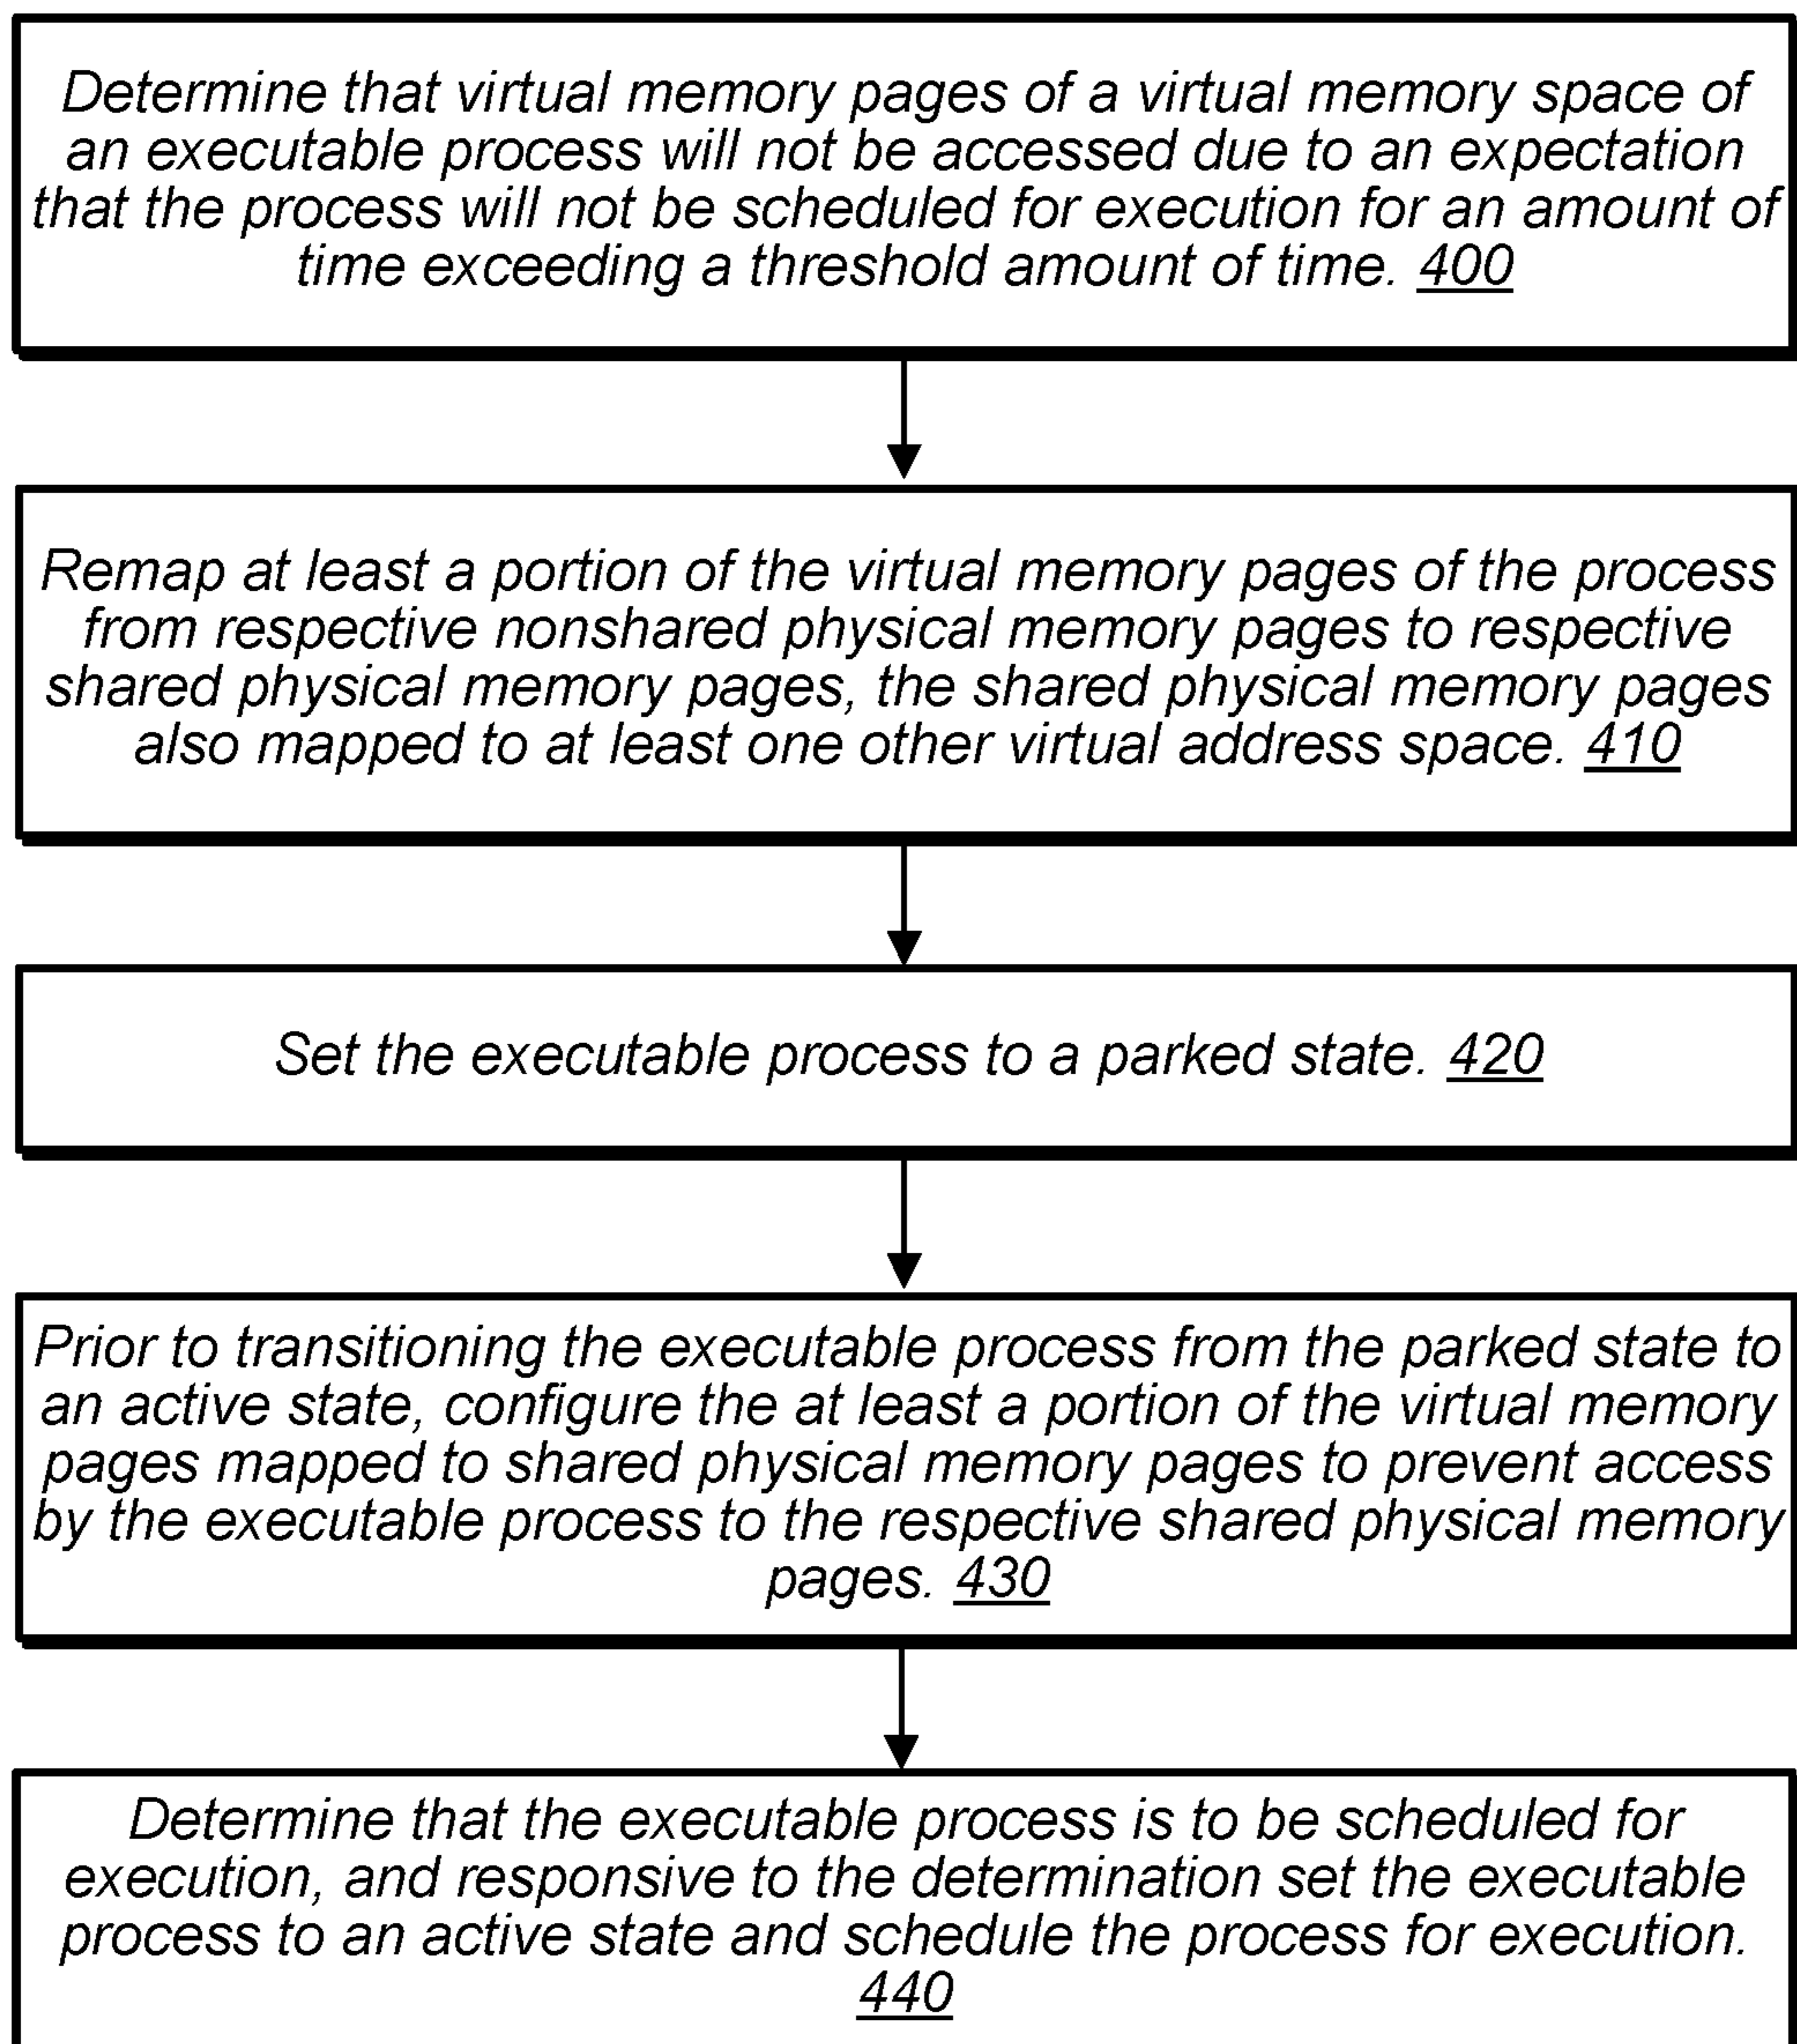 Determine that virtual memory pages of a virtual memory space of
an executable process will not be accessed due to an expectation
that the process will not be scheduled for execution for an amount of
time exceeding a threshold amount of time. 400
Remap at least a portion of the virtual memory pages of the process
from respective nonshared physical memory pages to respective
shared physical memory pages, the shared physical memory pages
also mapped to at least one other virtual address space. 410
Set the executable process to a parked state. 420
Prior to transitioning the executable process from the parked state to
an active state, configure the at least a portion of the virtual memory
pages mapped to shared physical memory pages to prevent access
by the executable process to the respective shared physical memory
pages. 430
Determine that the executable process is to be scheduled for
execution, and responsive to the determination set the executable
process to an active state and schedule the process for execution.
440